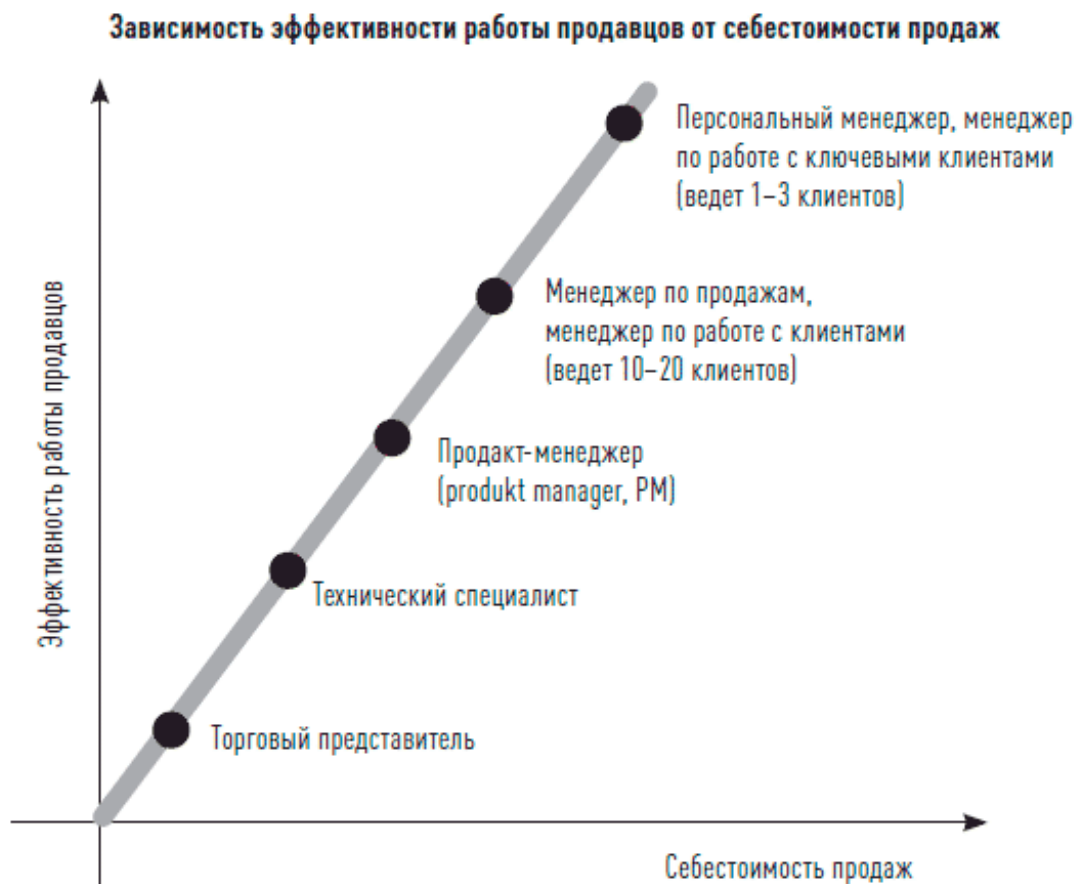 Зависимость эффективности работы продавцов от себестоимости продаж
Персональный менеджер, менеджер
по работе с ключевыми клиентами
(ведет 1–3 клиентов)
Менеджер по продажам,
менеджер по работе с клиентами
(ведет 10–20 клиентов)
Эффективность работы продавцов
Продакт-менеджер
(produkt manager, PM)
Технический специалист
Торговый представитель
Себестоимость продаж